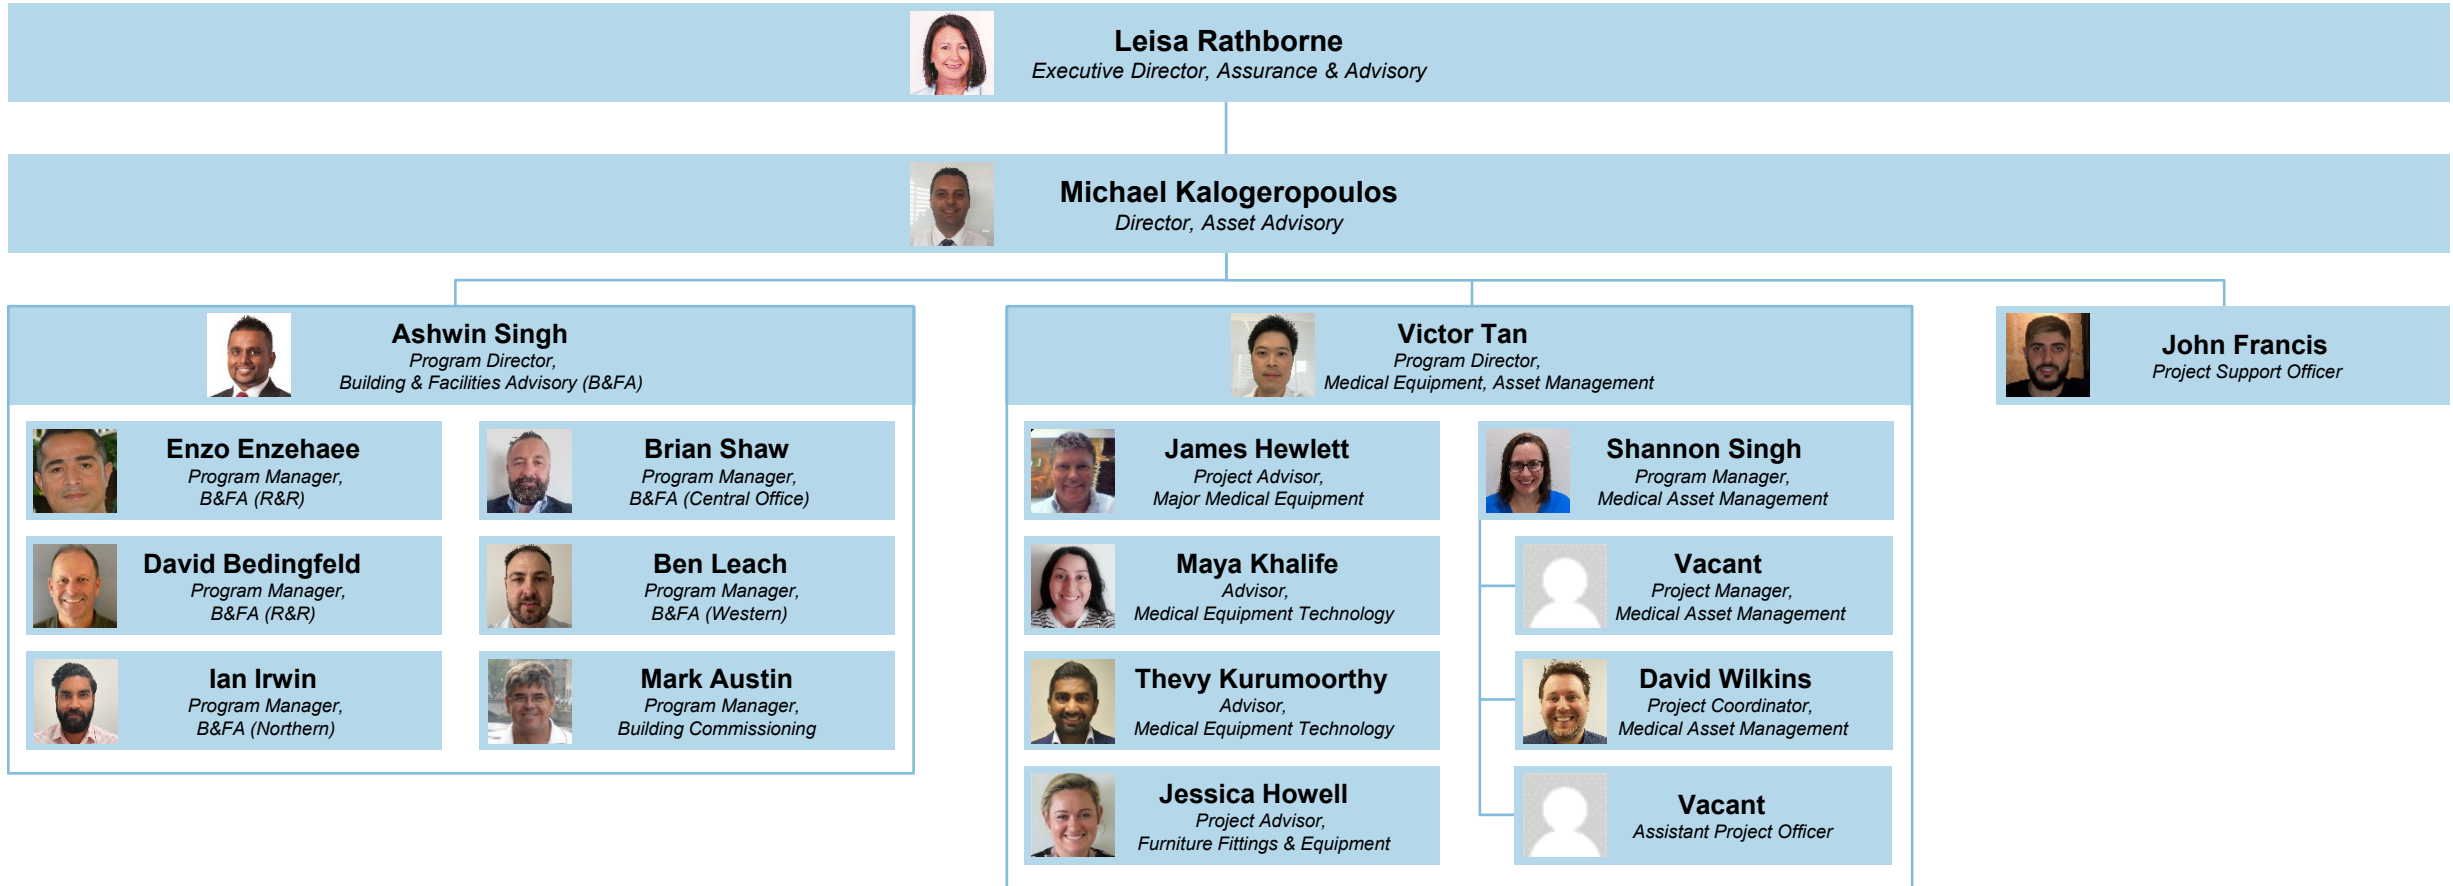 Leisa Rathborne
Executive Director, Assurance & Advisory
Michael Kalogeropoulos
Director, Asset Advisory
Ashwin Singh
Program Director,
Building & Facilities Advisory (B&FA)
Enzo Enzehaee
Program Manager,
B&FA (R&R)
Brian Shaw
Program Manager,
B&FA (Central Office)
David Bedingfeld
Program Manager,
B&FA (R&R)
Ben Leach
Program Manager,
B&FA (Western)
Ian Irwin
Program Manager,
B&FA (Northern)
Mark Austin
Program Manager,
Building Commissioning
Victor Tan
Program Director,
Medical Equipment, Asset Management
James Hewlett
Project Advisor,
Major Medical Equipment
Shannon Singh
Program Manager,
Medical Asset Management
Maya Khalife
Advisor,
Medical Equipment Technology
Vacant
Project Manager,
Medical Asset Management
Thevy Kurumoorthy
Advisor,
Medical Equipment Technology
David Wilkins
Project Coordinator,
Medical Asset Management
Jessica Howell
Project Advisor,
Furniture Fittings & Equipment
Vacant
Assistant Project Officer
John Francis
Project Support Officer